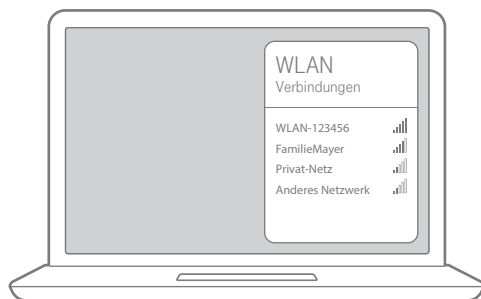 WLAN
Verbindungen
WLAN-123456
FamilieMayer
Privat-Netz
Anderes Netzwerk